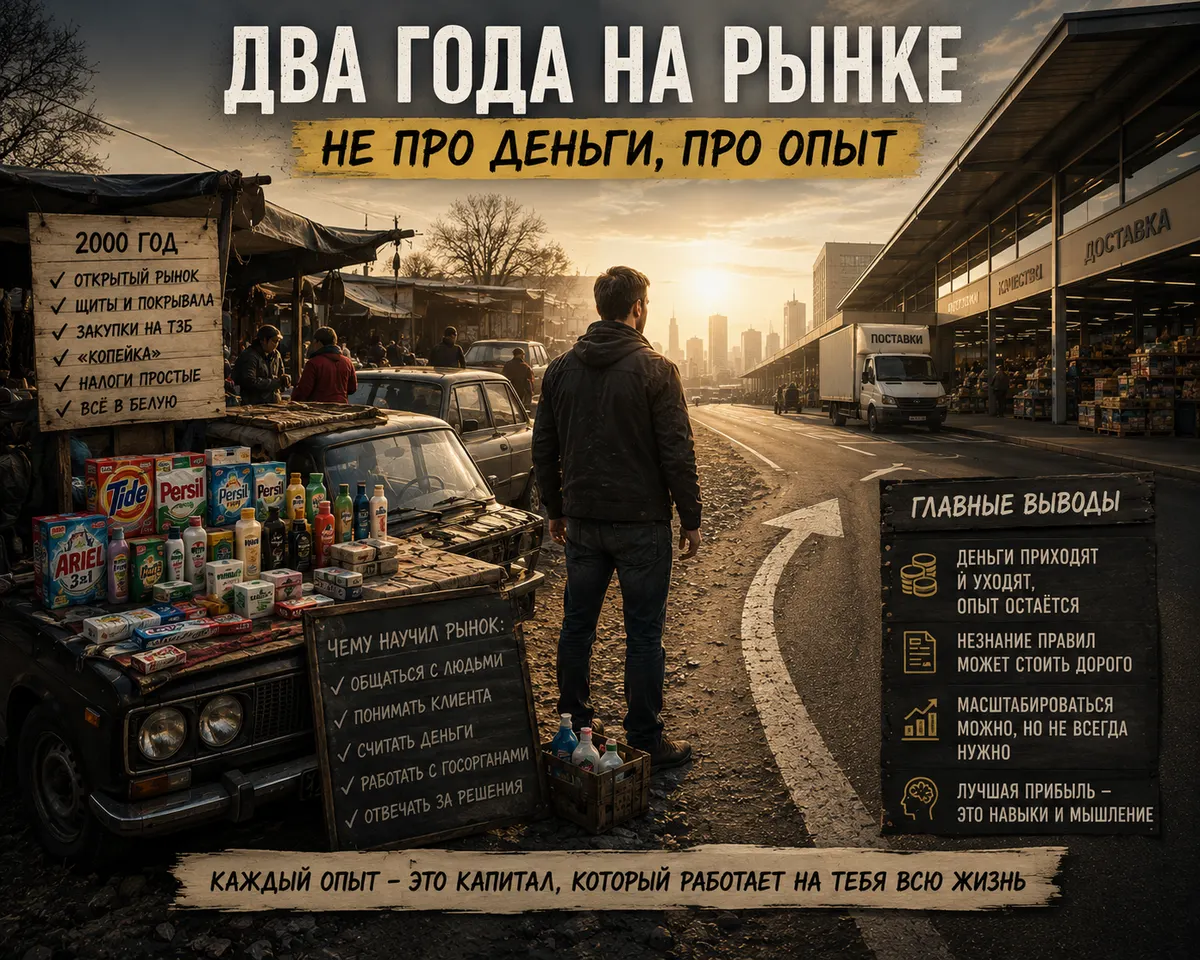 ДВА ГОДА НА РЫНКЕ
НЕ ПРО ДЕНЬГИ, ПРО ОПЫТ
2000 ГОД
✓ ОТКРЫТЫЙ РЫНОК
✓ ЩИТЫ И ПОКРЫВАЛА
✓ ЗАКУПКИ НА ТЗБ
✓ «КОПЕЙКА»
✓ НАЛОГИ ПРОСТЫЕ
✓ ВСЁ В БЕЛУЮ
Tide
Persil
Persil
Persil
ARIEL
3в1
ЧЕМУ НАУЧИЛ РЫНОК:
✓ ОБЩАТЬСЯ С ЛЮДЬМИ
✓ ПОНИМАТЬ КЛИЕНТА
✓ СЧИТАТЬ ДЕНЬГИ
✓ РАБОТАТЬ С ГОСОРГАНАМИ
✓ ОТВЕЧАТЬ ЗА РЕШЕНИЯ
ПОСТАВКИ
ДОСТАВКА
ГЛАВНЫЕ ВЫВОДЫ
ДЕНЬГИ ПРИХОДЯТ
Й УХОДЯТ,
ОПЫТ ОСТАЁТСЯ
НЕЗНАНИЕ ПРАВИЛ
МОЖЕТ СТОИТЬ ДОРОГО
МАСШТАБИРОВАТЬСЯ
МОЖНО, НО НЕ ВСЕГДА
НУЖНО
ЛУЧШАЯ ПРИБЫЛЬ –
ЭТО НАВЫКИ И МЫШЛЕНИЕ
КАЖДЫЙ ОПЫТ – ЭТО КАПИТАЛ, КОТОРЫЙ РАБОТАЕТ НА ТЕБЯ ВСЮ ЖИЗНЬ